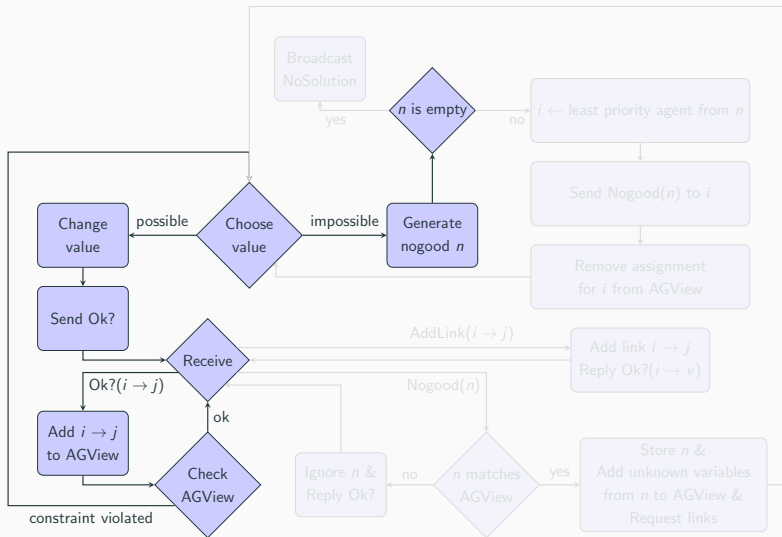 Broadcast
NoSolution
n is empty
yes
no
i ← least priority agent from n
Send Nogood(n) to i
Change
value
possible
Choose
value
impossible
Generate
nogood n
Remove assignment
for i from AGView
Send Ok?
Receive
AddLink(i → j)
Add link i → j
Reply Ok?(i → v)
Ok?(i → j)
Nogood(n)
ok
Add i → j
to AGView
Check
AGView
constraint violated
Ignore n &
Reply Ok?
no
n matches
AGView
yes
Store n &
Add unknown variables
from n to AGView &
Request links